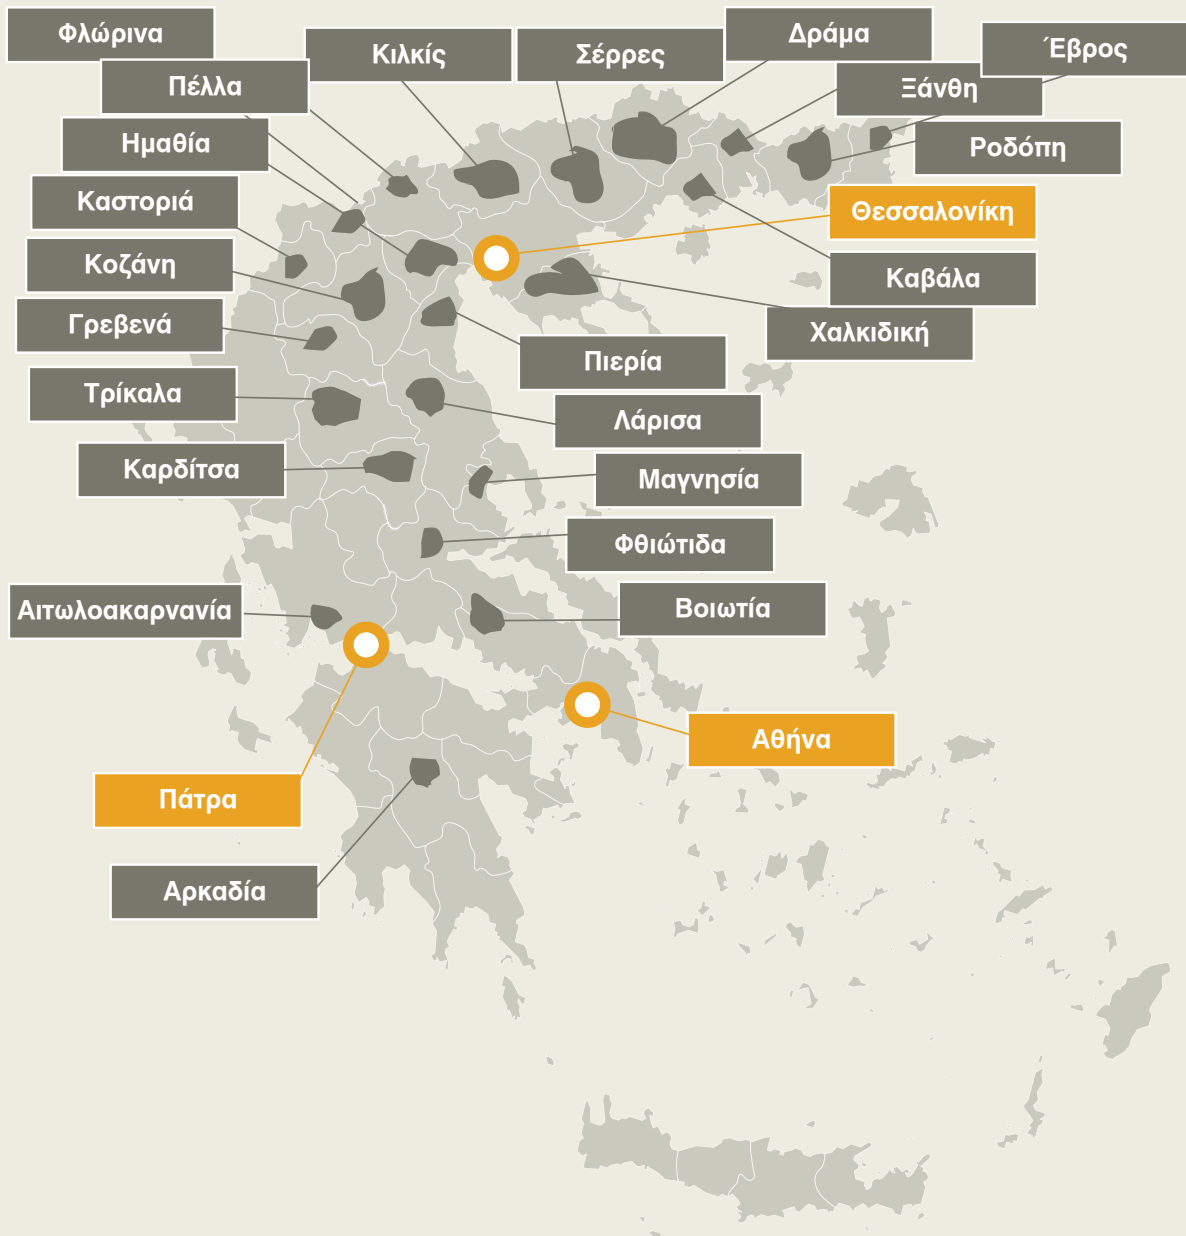 Φλώρινα
Κιλκίς
Σέρρες
Δράμα
Έβρος
Πέλλα
Ξάνθη
Ημαθία
Ροδόπη
Καστοριά
Θεσσαλονίκη
Κοζάνη
Καβάλα
Γρεβενά
Χαλκιδική
Πιερία
Τρίκαλα
Λάρισα
Καρδίτσα
Μαγνησία
Φθιώτιδα
Αιτωλοακαρνανία
Βοιωτία
Αθήνα
Πάτρα
Αρκαδία